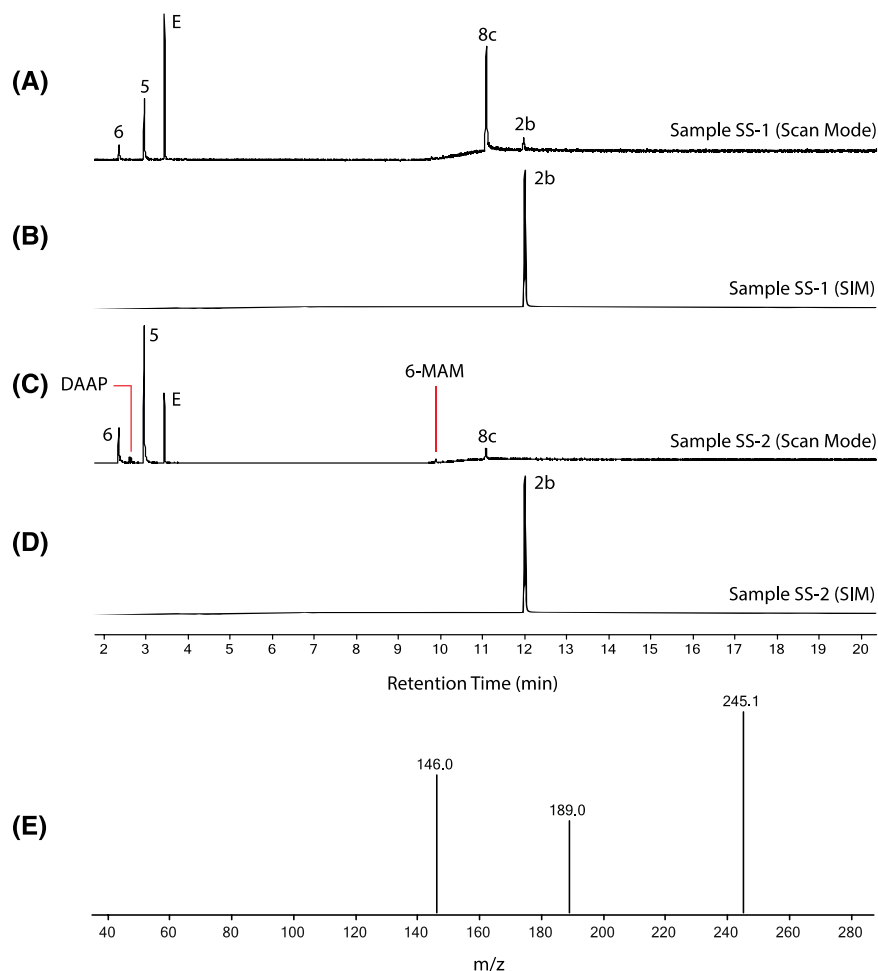 (A)
6
5
E
8c
2b
Sample SS-1 (Scan Mode)
(B)
2b
Sample SS-1 (SIM)
(C)
DAAP
6
5
E
6-MAM
8c
Sample SS-2 (Scan Mode)
(D)
2b
Sample SS-2 (SIM)
2 3 4 5 6 7 8 9 10 11 12 13 14 15 16 17 18 19 20
Retention Time (min)
(E)
146.0
189.0
245.1
40 60 80 100 120 140 160 180 200 220 240 260 280
m/z